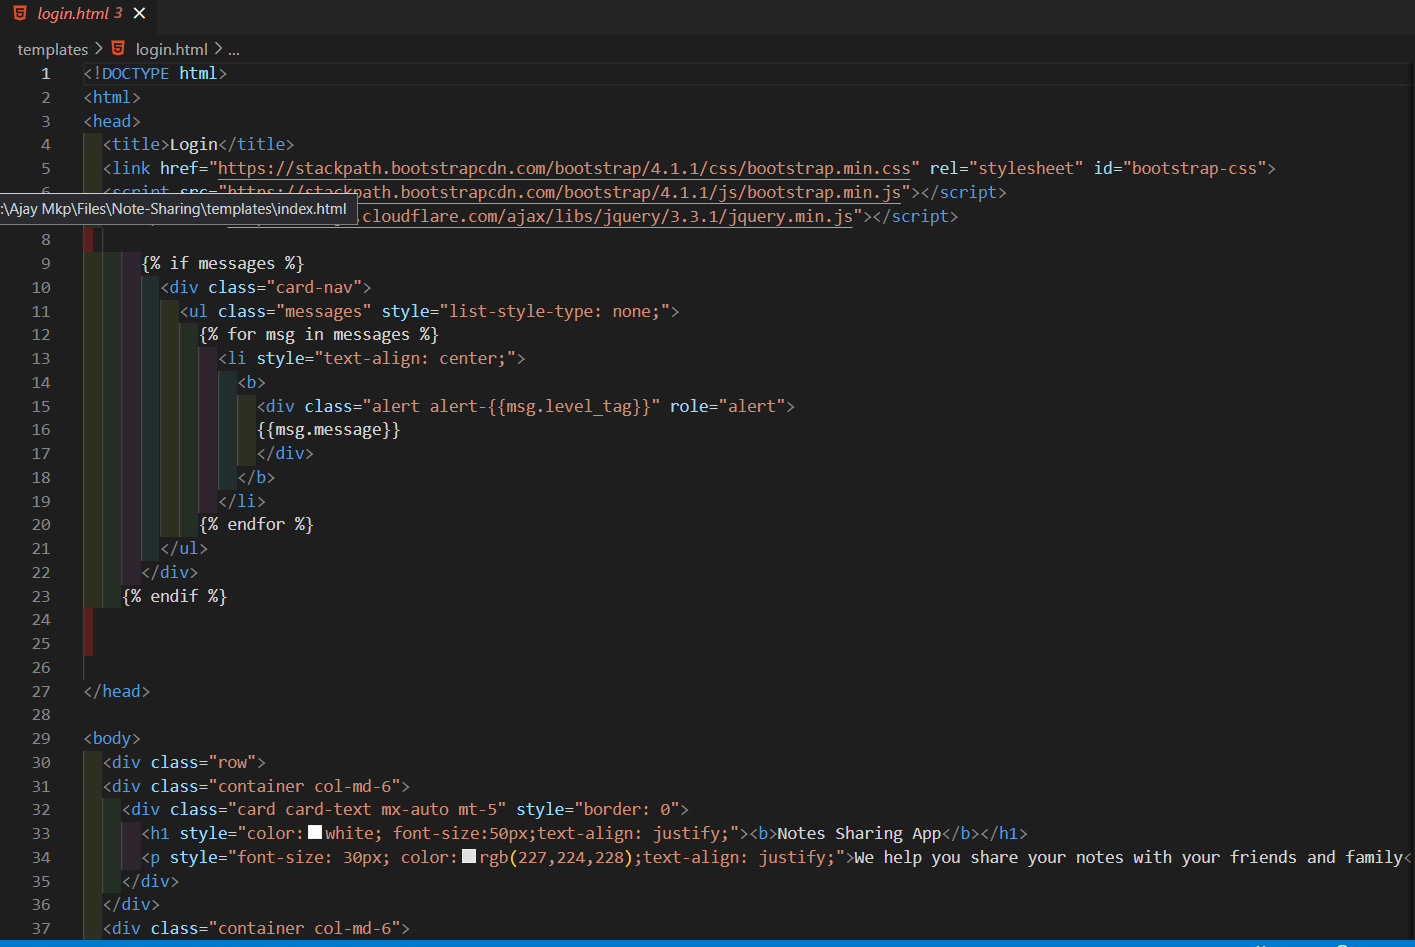 login.html 3
templates > login.html > ...
1 <!DOCTYPE html>
2 <html>
3 <head>
4 <title>Login</title>
5 <link href="https://stackpath.bootstrapcdn.com/bootstrap/4.1.1/css/bootstrap.min.css" rel="stylesheet" id="bootstrap-css">
6 <script src="https://stackpath.bootstrapcdn.com/bootstrap/4.1.1/js/bootstrap.min.js"></script>
:\Ajay Mkp\Files\Note-Sharing\templates\index.html .cloudflare.com/ajax/libs/jquery/3.3.1/jquery.min.js"></script>
8
9 {% if messages %}
10 <div class="card-nav">
11 <ul class="messages" style="list-style-type: none;">
12 {% for msg in messages %}
13 <li style="text-align: center;">
14 <b>
15 <div class="alert alert-{{msg.level_tag}}" role="alert">
16 {{msg.message}}
17 </div>
18 </b>
19 </li>
20 {% endfor %}
21 </ul>
22 </div>
23 {% endif %}
24
25
26
27 </head>
28
29 <body>
30 <div class="row">
31 <div class="container col-md-6">
32 <div class="card card-text mx-auto mt-5" style="border: 0">
33 <h1 style="color:white; font-size:50px;text-align: justify;"><b>Notes Sharing App</b></h1>
34 <p style="font-size: 30px; color:rgb(227,224,228);text-align: justify;">We help you share your notes with your friends and family<
35 </div>
36 </div>
37 <div class="container col-md-6">